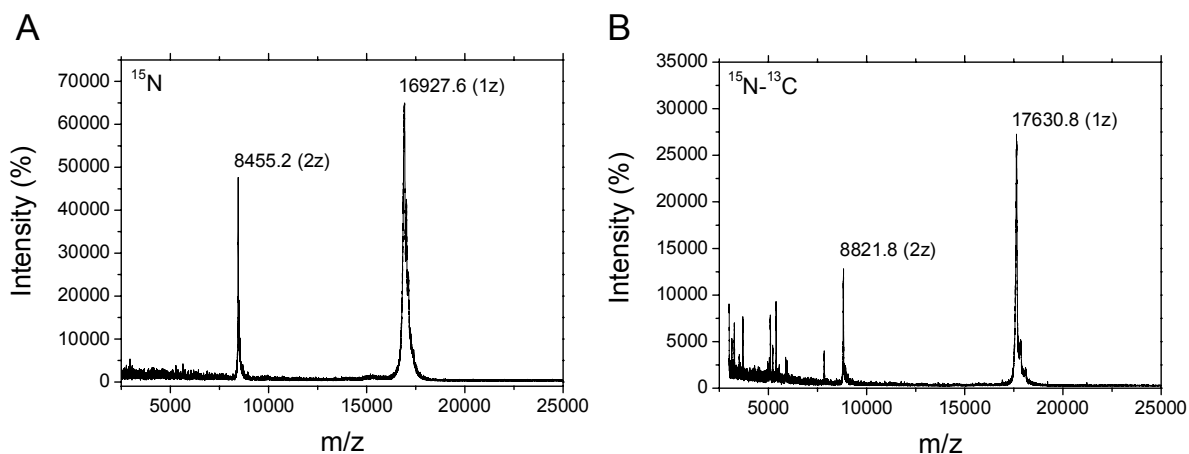 A
¹⁵N
16927.6 (1z)
8455.2 (2z)
Intensity (%)
70000
60000
50000
40000
30000
20000
10000
0
5000 10000 15000 20000 25000
m/z
B
¹⁵N-¹³C
17630.8 (1z)
8821.8 (2z)
Intensity (%)
35000
30000
25000
20000
15000
10000
5000
0
5000 10000 15000 20000 25000
m/z